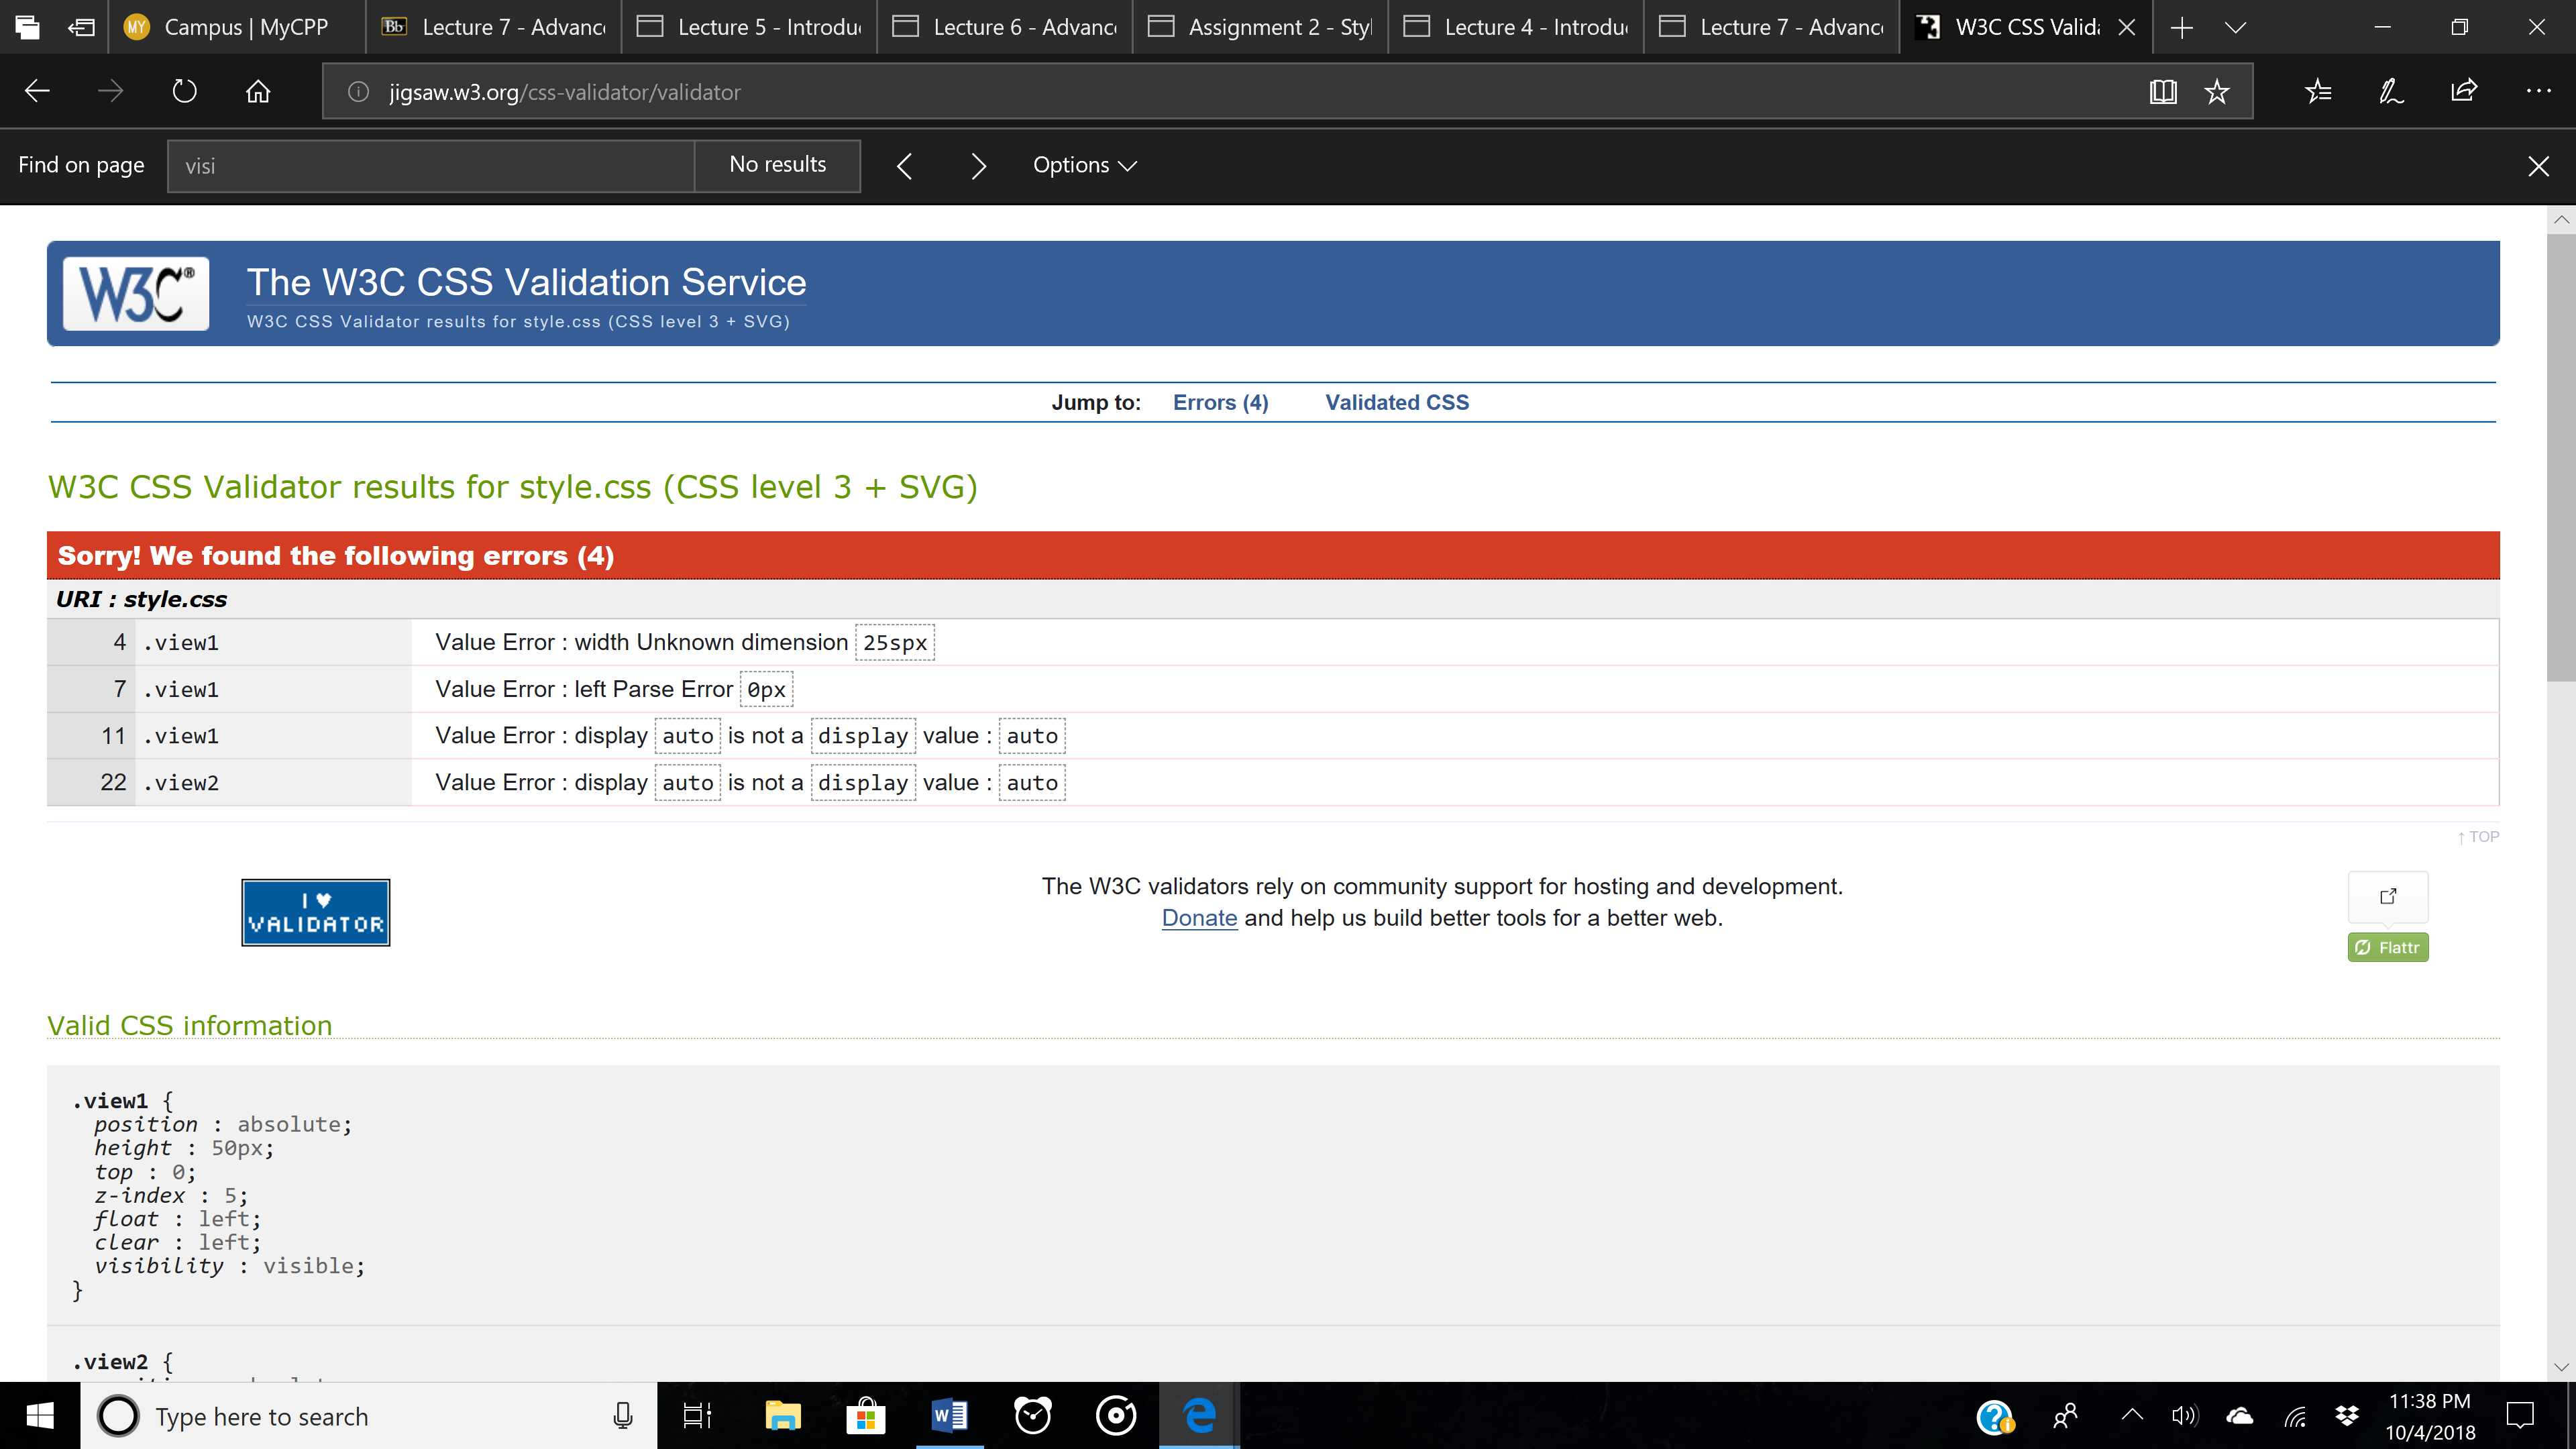 MY Campus | MyCPP
Bb Lecture 7 - Advanc
Lecture 5 - Introdu
Lecture 6 - Advanc
Assignment 2 - Styl
Lecture 4 - Introdu
Lecture 7 - Advanc
W3C CSS Valida
jigsaw.w3.org/css-validator/validator
Find on page visi No results Options
W3C® The W3C CSS Validation Service
W3C CSS Validator results for style.css (CSS level 3 + SVG)
Jump to: Errors (4) Validated CSS
W3C CSS Validator results for style.css (CSS level 3 + SVG)
Sorry! We found the following errors (4)
URI : style.css
4 .view1 Value Error : width Unknown dimension 25spx
7 .view1 Value Error : left Parse Error 0px
11 .view1 Value Error : display auto is not a display value : auto
22 .view2 Value Error : display auto is not a display value : auto
↑ TOP
I ♥
VALIDATOR
The W3C validators rely on community support for hosting and development.
Donate and help us build better tools for a better web.
Flattr
Valid CSS information
.view1 {
position : absolute;
height : 50px;
top : 0;
z-index : 5;
float : left;
clear : left;
visibility : visible;
}
.view2 {
Type here to search
11:38 PM
10/4/2018